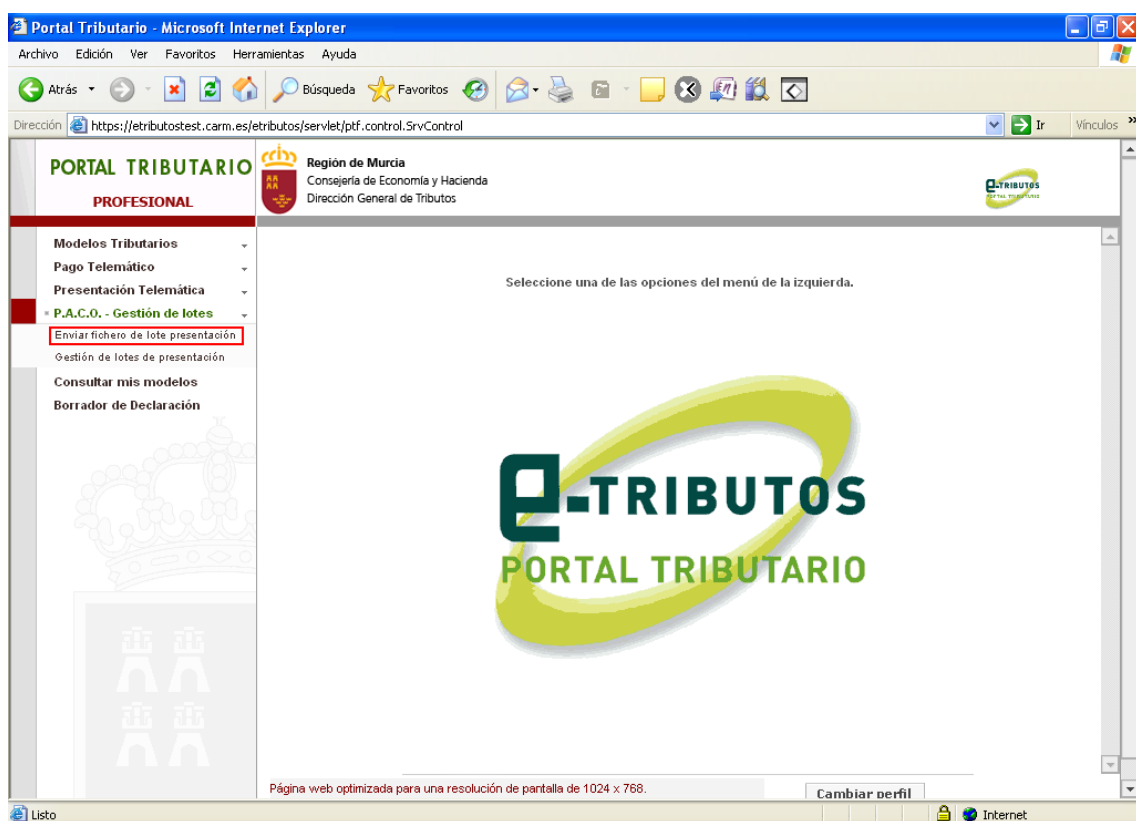 Portal Tributario - Microsoft Internet Explorer
Archivo Edición Ver Favoritos Herramientas Ayuda
Atrás Búsqueda Favoritos
Dirección https://etributostest.carm.es/etributos/servlet/ptf.control.SrvControl Ir Vínculos »
PORTAL TRIBUTARIO
PROFESIONAL
Región de Murcia
Consejería de Economía y Hacienda
Dirección General de Tributos
e-TRIBUTOS
PORTAL TRIBUTARIO
Modelos Tributarios
Pago Telemático
Presentación Telemática
P.A.C.O. - Gestión de lotes
Enviar fichero de lote presentación
Gestión de lotes de presentación
Consultar mis modelos
Borrador de Declaración
Seleccione una de las opciones del menú de la izquierda.
e-TRIBUTOS
PORTAL TRIBUTARIO
Página web optimizada para una resolución de pantalla de 1024 x 768.
Cambiar perfil
Listo Internet